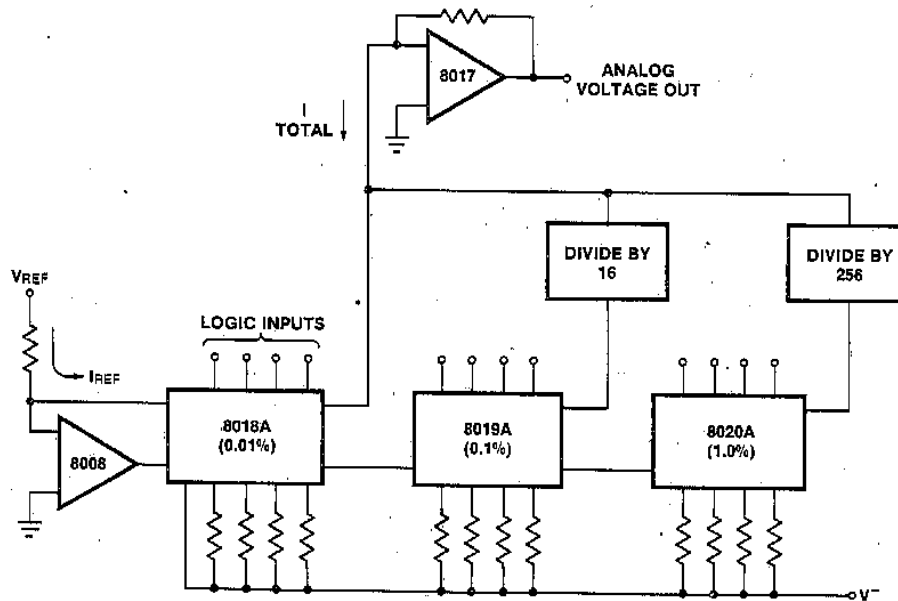 8017
ANALOG
VOLTAGE OUT
I
TOTAL
DIVIDE BY
16
DIVIDE BY
256
VREF
LOGIC INPUTS
IREF
8018A
(0.01%)
8019A
(0.1%)
8020A
(1.0%)
8008
V−